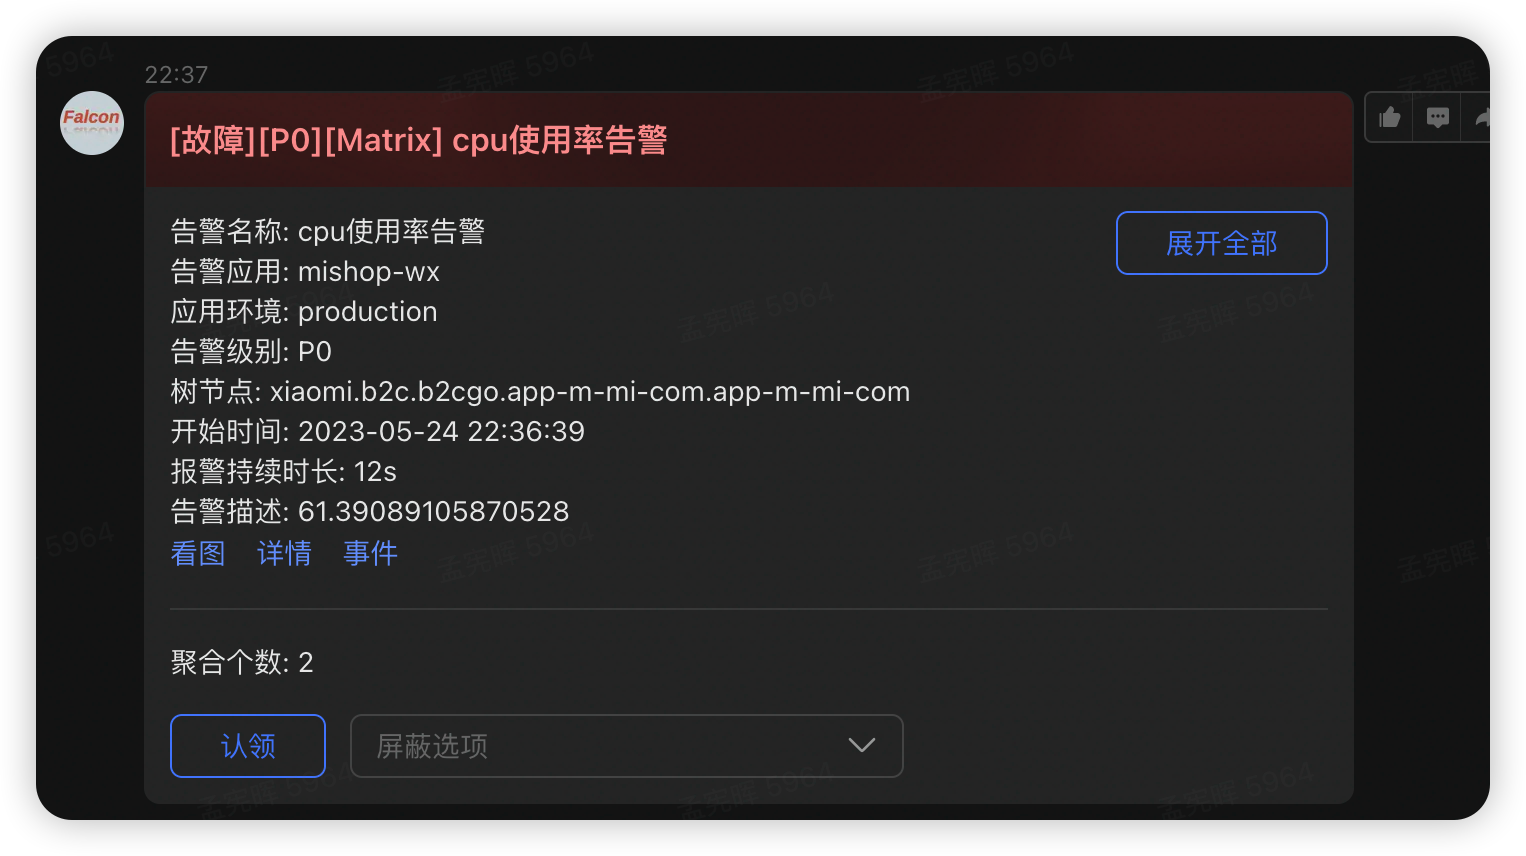 22:37
Falcon
[故障][P0][Matrix] cpu使用率告警
告警名称: cpu使用率告警
展开全部
告警应用: mishop-wx
应用环境: production
告警级别: P0
树节点: xiaomi.b2c.b2cgo.app-m-mi-com.app-m-mi-com
开始时间: 2023-05-24 22:36:39
报警持续时长: 12s
告警描述: 61.39089105870528
看图 详情 事件
聚合个数: 2
认领
屏蔽选项
孟宪晖 5964